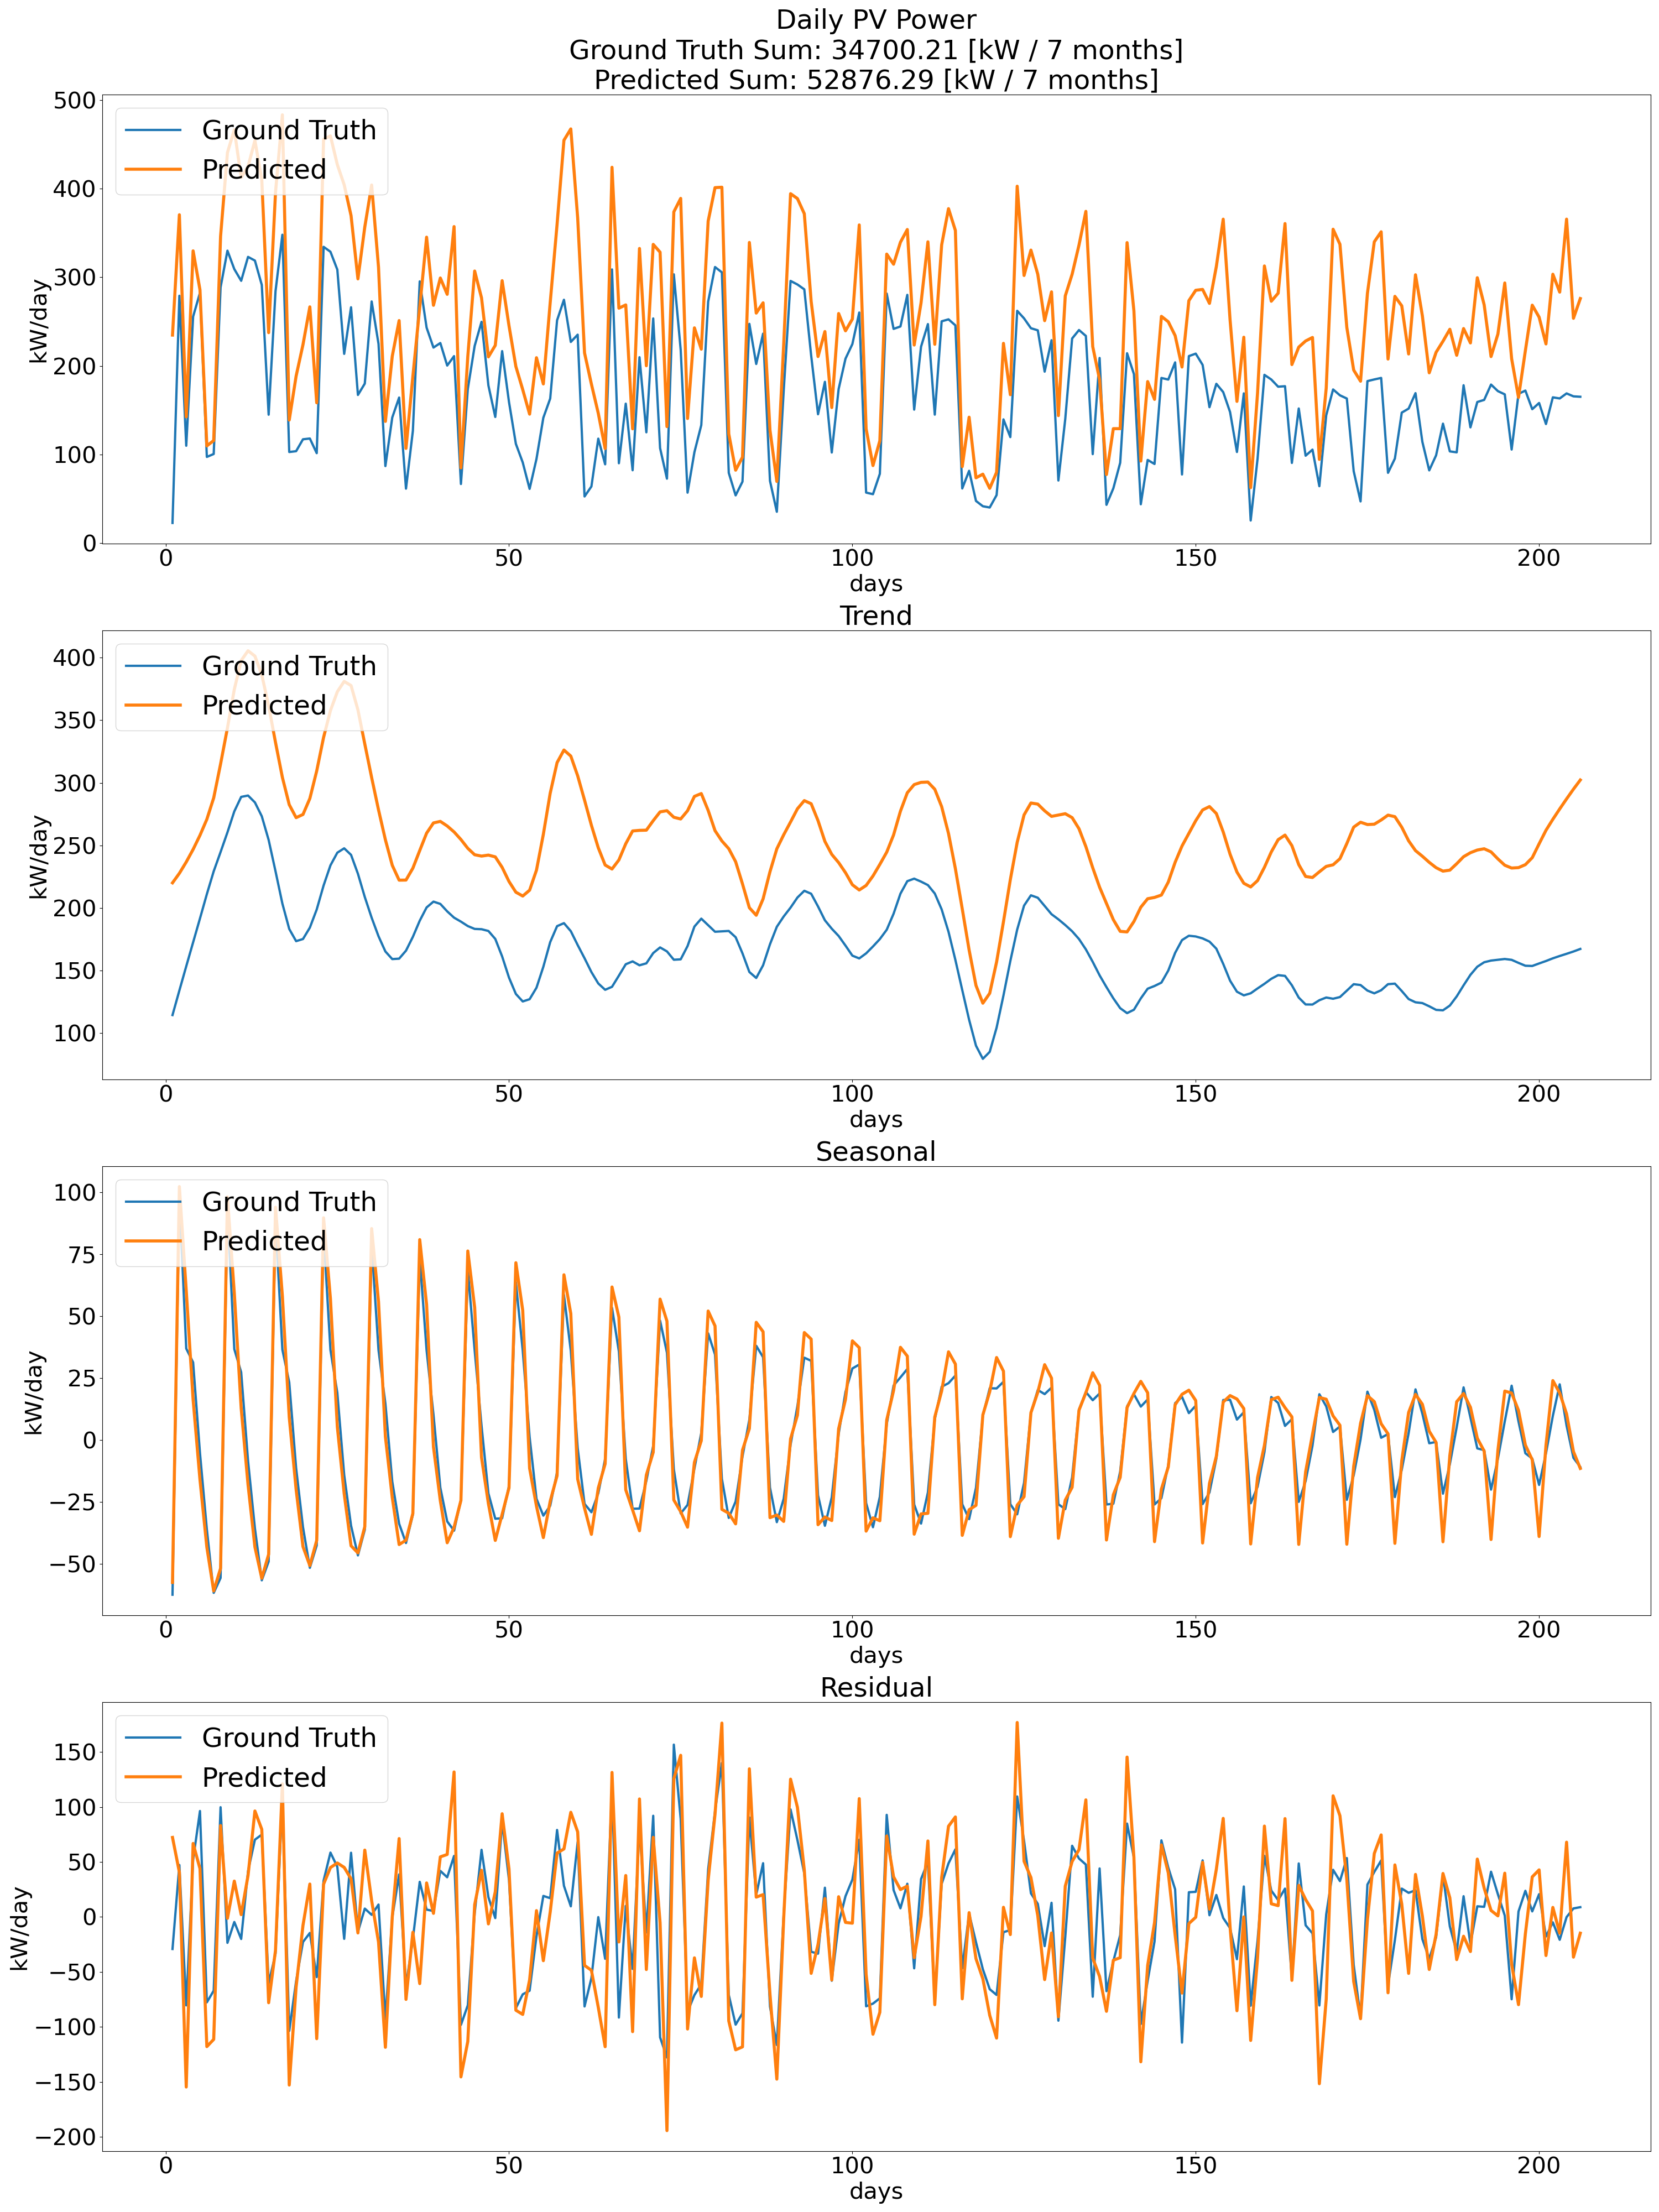 Daily PV Power
Ground Truth Sum: 34700.21 [kW / 7 months]
Predicted Sum: 52876.29 [kW / 7 months]
500
400
300
200
100
0
kW/day
Ground Truth
Predicted
0 50 100 150 200
days
Trend
400
350
300
250
200
150
100
kW/day
Ground Truth
Predicted
0 50 100 150 200
days
Seasonal
100
75
50
25
0
−25
−50
kW/day
Ground Truth
Predicted
0 50 100 150 200
days
Residual
150
100
50
0
−50
−100
−150
−200
kW/day
Ground Truth
Predicted
0 50 100 150 200
days